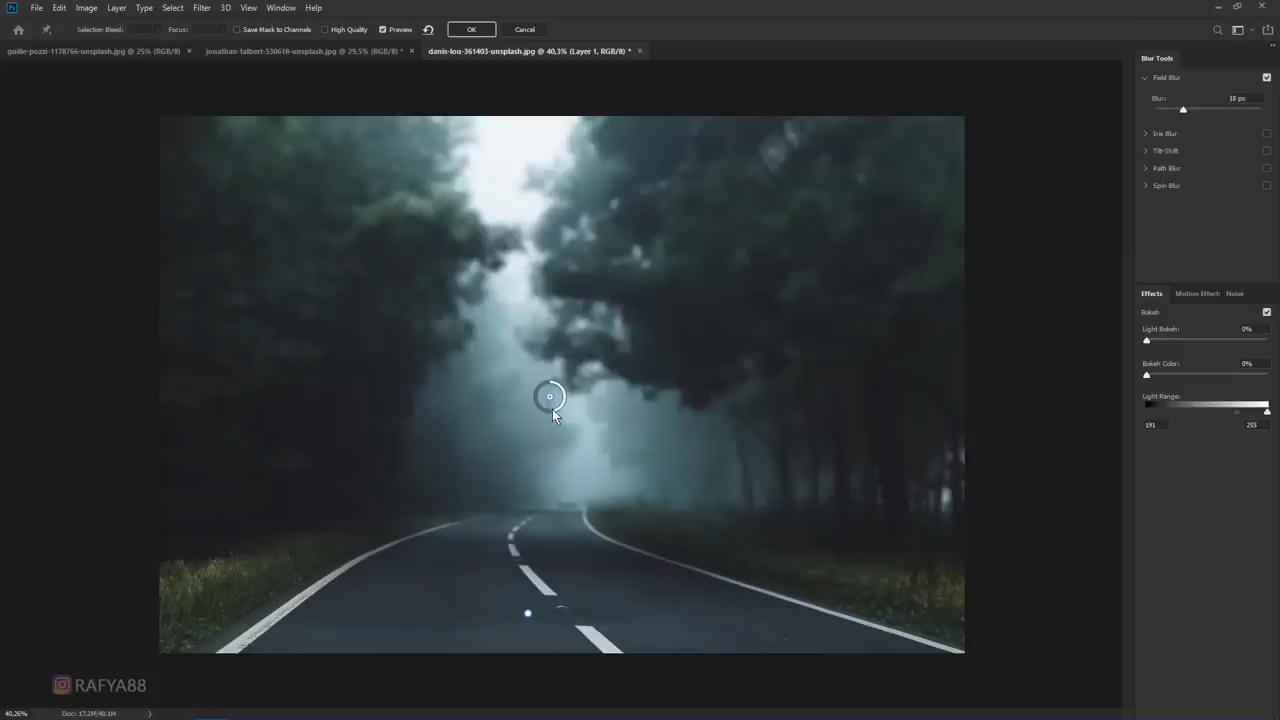 Ps File Edit Image Layer Type Select Filter 3D View Window Help
Selection Bleed: Focus: Save Mask to Channels High Quality Preview OK Cancel
guille-pozzi-1178766-unsplash.jpg @ 25% (RGB/8) × jonathan-talbert-530618-unsplash.jpg @ 29,5% (RGB/8) * × danis-lou-361403-unsplash.jpg @ 40,3% (Layer 1, RGB/8) * ×
Blur Tools
Field Blur
Blur: 18 px
Iris Blur
Tilt-Shift
Path Blur
Spin Blur
Effects Motion Effect: Noise
Bokeh
Light Bokeh: 0%
Bokeh Color: 0%
Light Range:
191 255
RAFYA88
40,26% Doc: 17,2M/40,1M